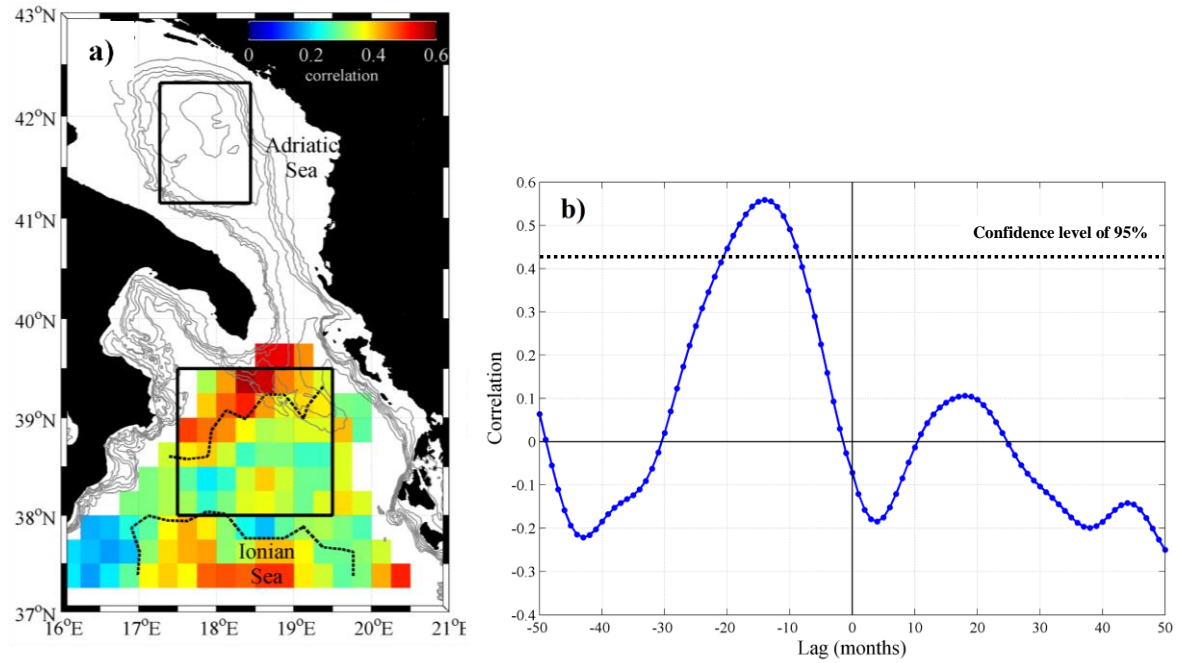 43°N
42°N
41°N
40°N
39°N
38°N
37°N
a)
0 0.2 0.4 0.6
correlation
Adriatic
Sea
Ionian
Sea
16°E 17°E 18°E 19°E 20°E 21°E
b)
Confidence level of 95%
Correlation
0.6
0.5
0.4
0.3
0.2
0.1
0
-0.1
-0.2
-0.3
-0.4
-50 -40 -30 -20 -10 0 10 20 30 40 50
Lag (months)